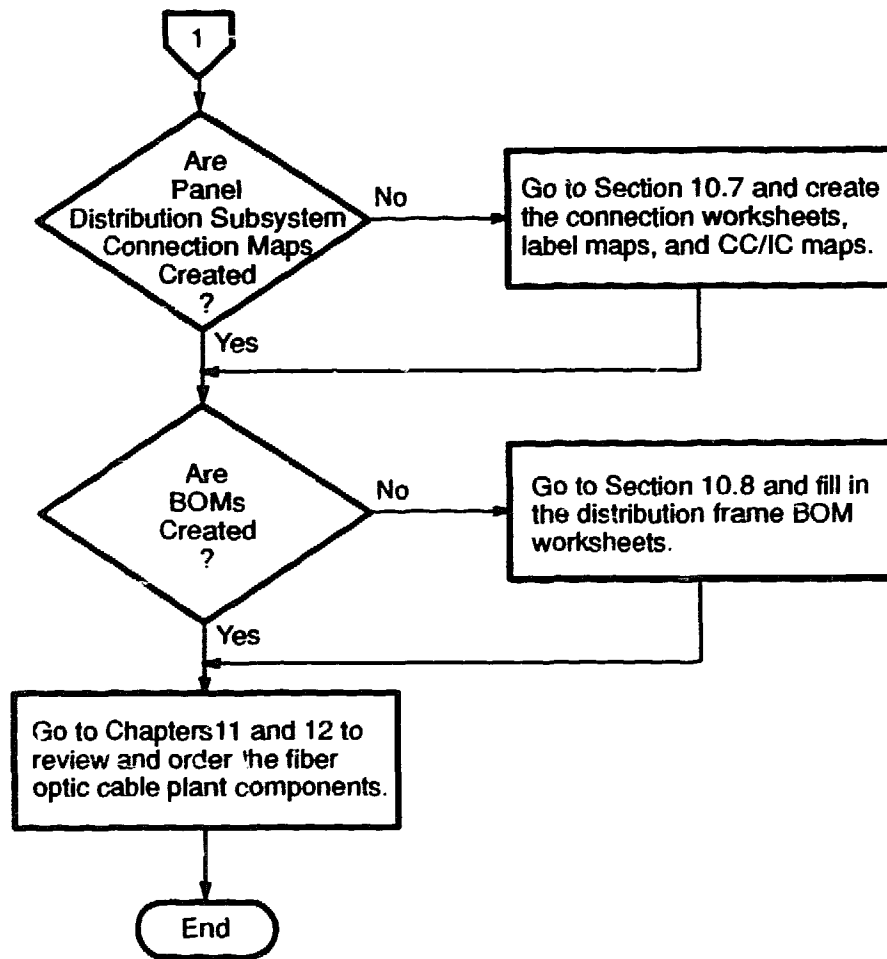 1
Are
Panel
Distribution Subsystem
Connection Maps
Created
?
No
Go to Section 10.7 and create
the connection worksheets,
label maps, and CC/IC maps.
Yes
Are
BOMs
Created
?
No
Go to Section 10.8 and fill in
the distribution frame BOM
worksheets.
Yes
Go to Chapters 11 and 12 to
review and order the fiber
optic cable plant components.
End